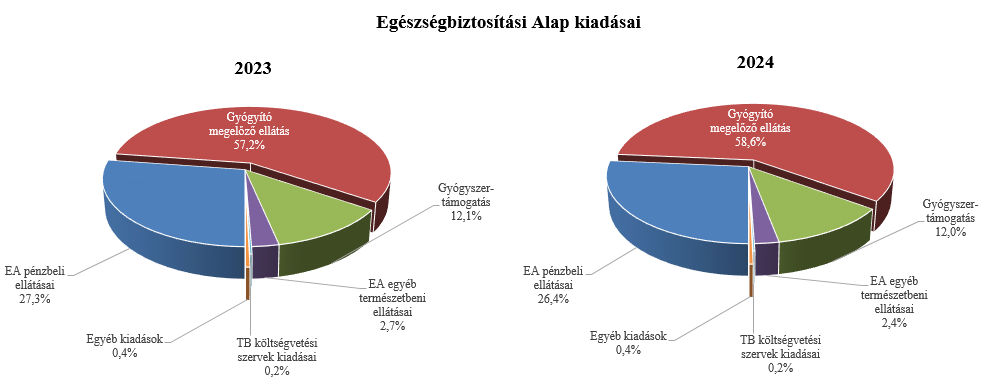 Egészségbiztosítási Alap kiadásai
2023
Gyógyító
megelőző ellátás
57,2%
Gyógyszer-
támogatás
12,1%
EA pénzbeli
ellátásai
27,3%
EA egyéb
természetbeni
ellátásai
2,7%
Egyéb kiadások
0,4%
TB költségvetési
szervek kiadásai
0,2%
2024
Gyógyító
megelőző ellátás
58,6%
Gyógyszer-
támogatás
12,0%
EA pénzbeli
ellátásai
26,4%
EA egyéb
természetbeni
ellátásai
2,4%
Egyéb kiadások
0,4%
TB költségvetési
szervek kiadásai
0,2%